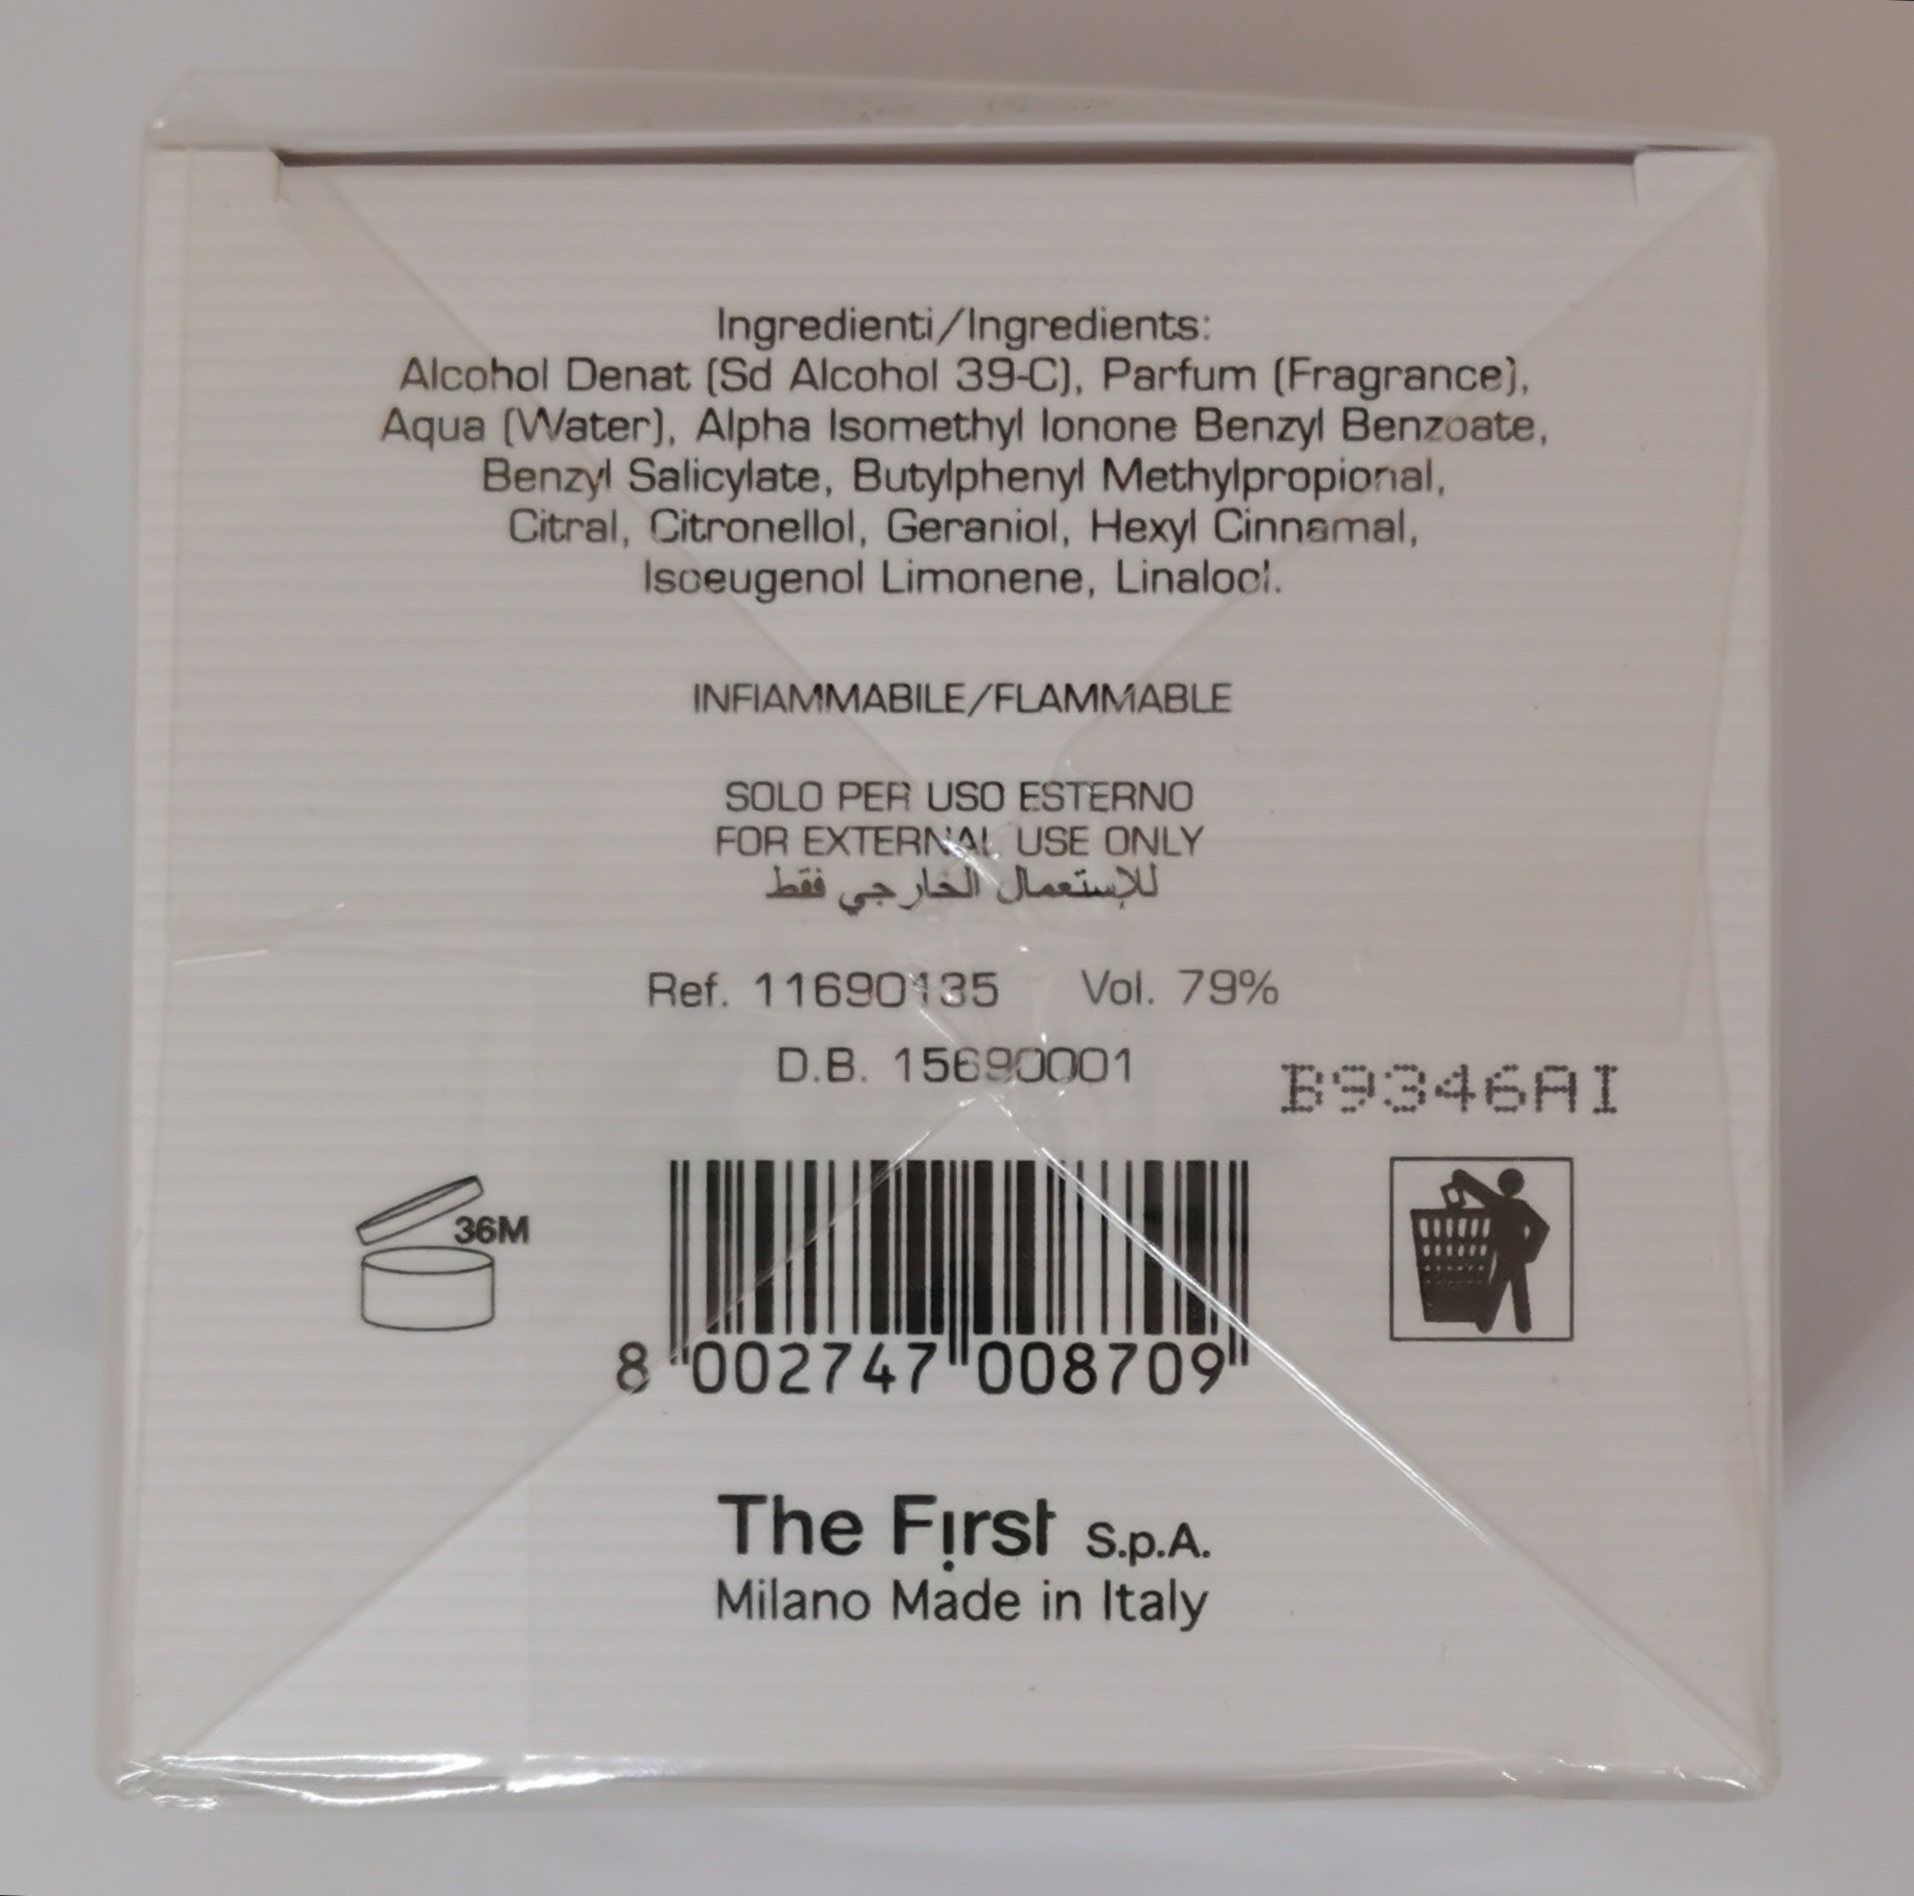 Ingredienti/Ingredients:
Alcohol Denat (Sd Alcohol 39-C), Parfum (Fragrance),
Aqua (Water), Alpha Isomethyl Ionone Benzyl Benzoate,
Benzyl Salicylate, Butylphenyl Methylpropional,
Citral, Citronellol, Geraniol, Hexyl Cinnamal,
Isoeugenol Limonene, Linalool.
INFIAMMABILE/FLAMMABLE
SOLO PER USO ESTERNO
FOR EXTERNAL USE ONLY
للإستعمال الخارجي فقط
Ref. 11690135 Vol. 79%
D.B. 15690001
B9346AI
36M
8 002747 008709
The First S.p.A.
Milano Made in Italy